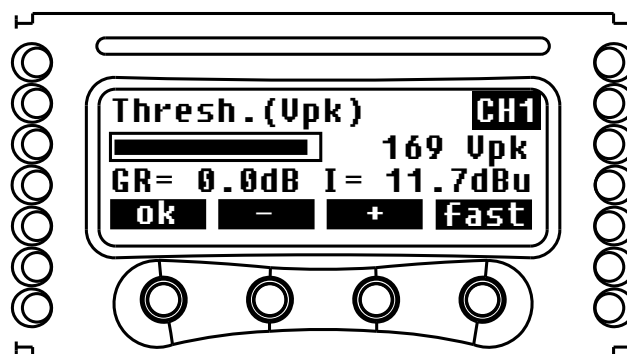 Thresh.(Vpk) CH1
169 Vpk
GR= 0.0dB I= 11.7dBu
ok - + fast